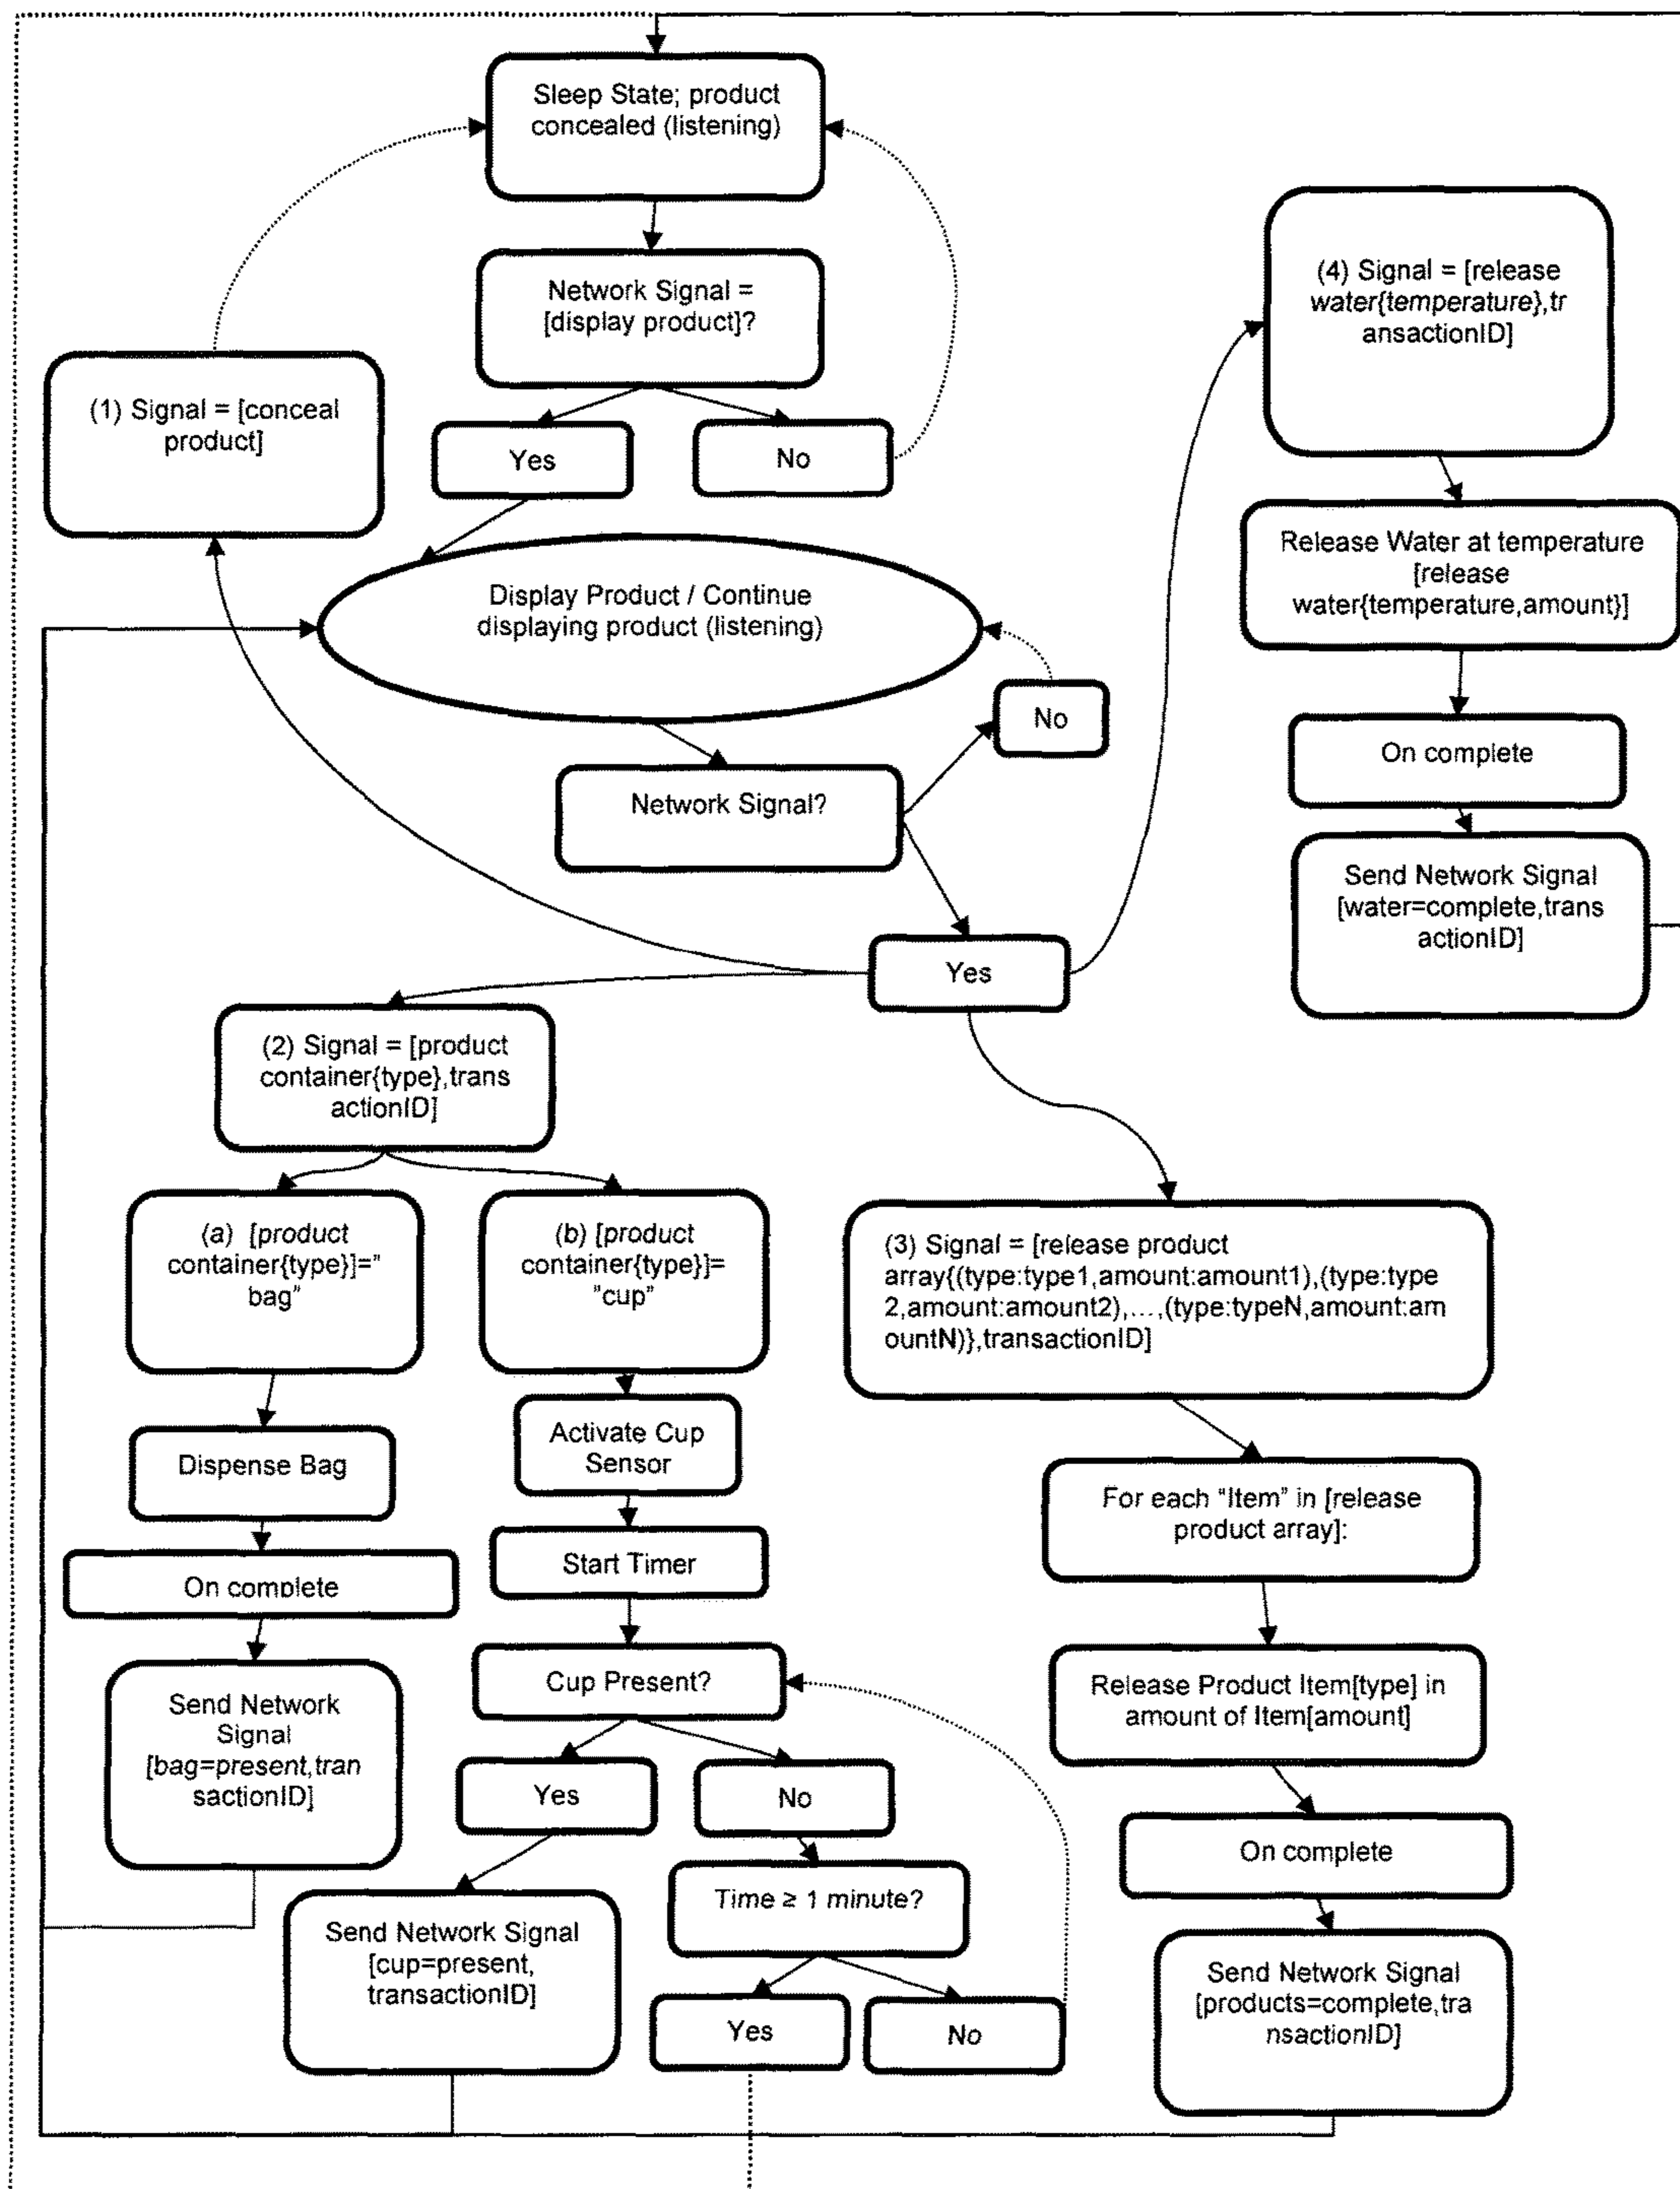 Sleep State; product
concealed (listening)
Network Signal =
[display product]?
(1) Signal = [conceal
product]
Yes
No
(4) Signal = [release
water{temperature},tr
ansactionID]
Release Water at temperature
[release
water{temperature,amount}]
Display Product / Continue
displaying product (listening)
No
On complete
Network Signal?
Send Network Signal
[water=complete,trans
actionID]
Yes
(2) Signal = [product
container{type},trans
actionID]
(a) [product
container{type}]="
bag"
(b) [product
container{type}]=
"cup"
(3) Signal = [release product
array{(type:type1,amount:amount1),(type:type
2,amount:amount2),...,(type:typeN,amount:am
ountN)},transactionID]
Dispense Bag
Activate Cup
Sensor
For each "Item" in [release
product array]:
On complete
Start Timer
Send Network
Signal
[bag=present,tran
sactionID]
Cup Present?
Release Product Item[type] in
amount of Item[amount]
Yes
No
On complete
Time ≥ 1 minute?
Send Network Signal
[cup=present,
transactionID]
Yes
No
Send Network Signal
[products=complete,tra
nsactionID]